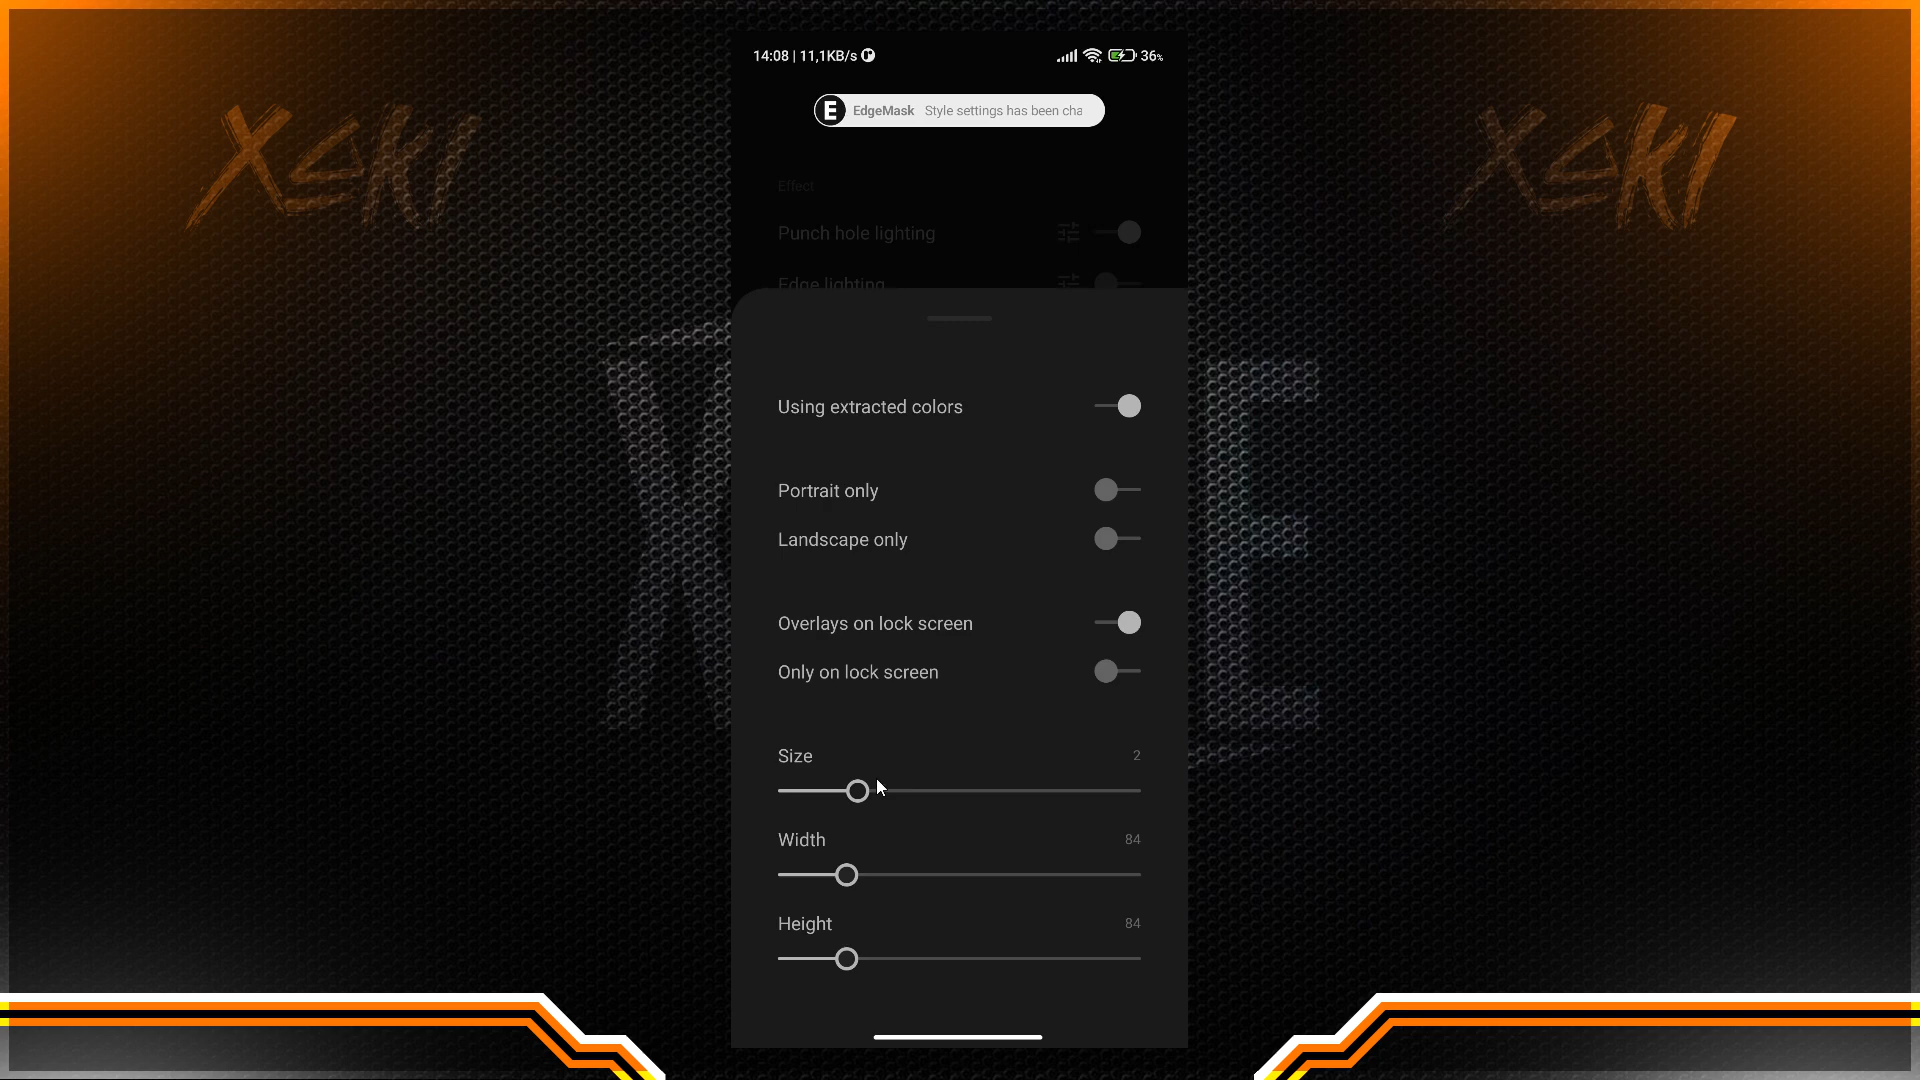 XSKI
XSKI
14:08 | 11,1KB/s
36%
E EdgeMask Style settings has been cha
Effect
Punch hole lighting
Edge lighting
Using extracted colors
Portrait only
Landscape only
Overlays on lock screen
Only on lock screen
Size 2
Width 84
Height 84